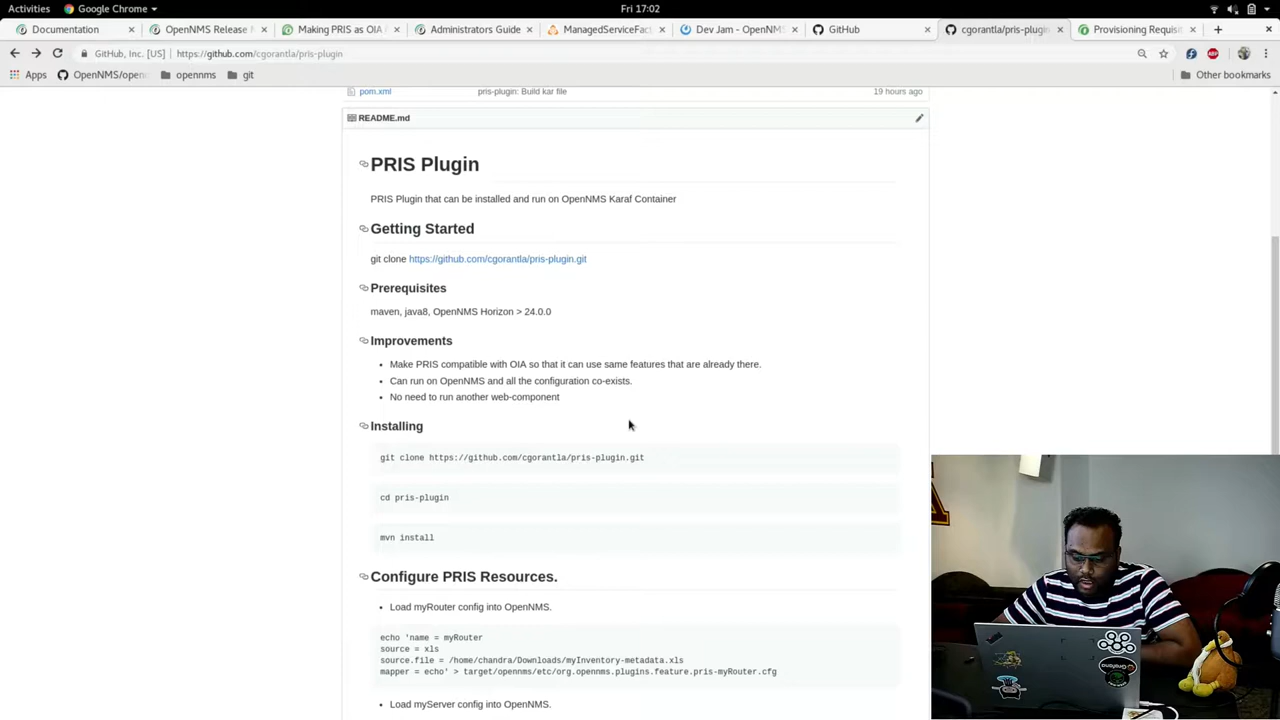 Activities Google Chrome Fri 17:02
Documentation × OpenNMS Release × Making PRIS as OIA × Administrators Guide × ManagedServiceFac × Dev Jam - OpenNMS × GitHub × cgorantla/pris-plugin × Provisioning Requis × +
GitHub, Inc. [US] https://github.com/cgorantla/pris-plugin
Apps OpenNMS/open opennms git Other bookmarks
pom.xml pris-plugin: Build kar file 19 hours ago
README.md
PRIS Plugin
PRIS Plugin that can be installed and run on OpenNMS Karaf Container
Getting Started
git clone https://github.com/cgorantla/pris-plugin.git
Prerequisites
maven, java8, OpenNMS Horizon > 24.0.0
Improvements
Make PRIS compatible with OIA so that it can use same features that are already there.
Can run on OpenNMS and all the configuration co-exists.
No need to run another web-component
Installing
git clone https://github.com/cgorantla/pris-plugin.git
cd pris-plugin
mvn install
Configure PRIS Resources.
Load myRouter config into OpenNMS.
echo 'name = myRouter
source = xls
source.file = /home/chandra/Downloads/myInventory-metadata.xls
mapper = echo' > target/opennms/etc/org.opennms.plugins.feature.pris-myRouter.cfg
Load myServer config into OpenNMS.